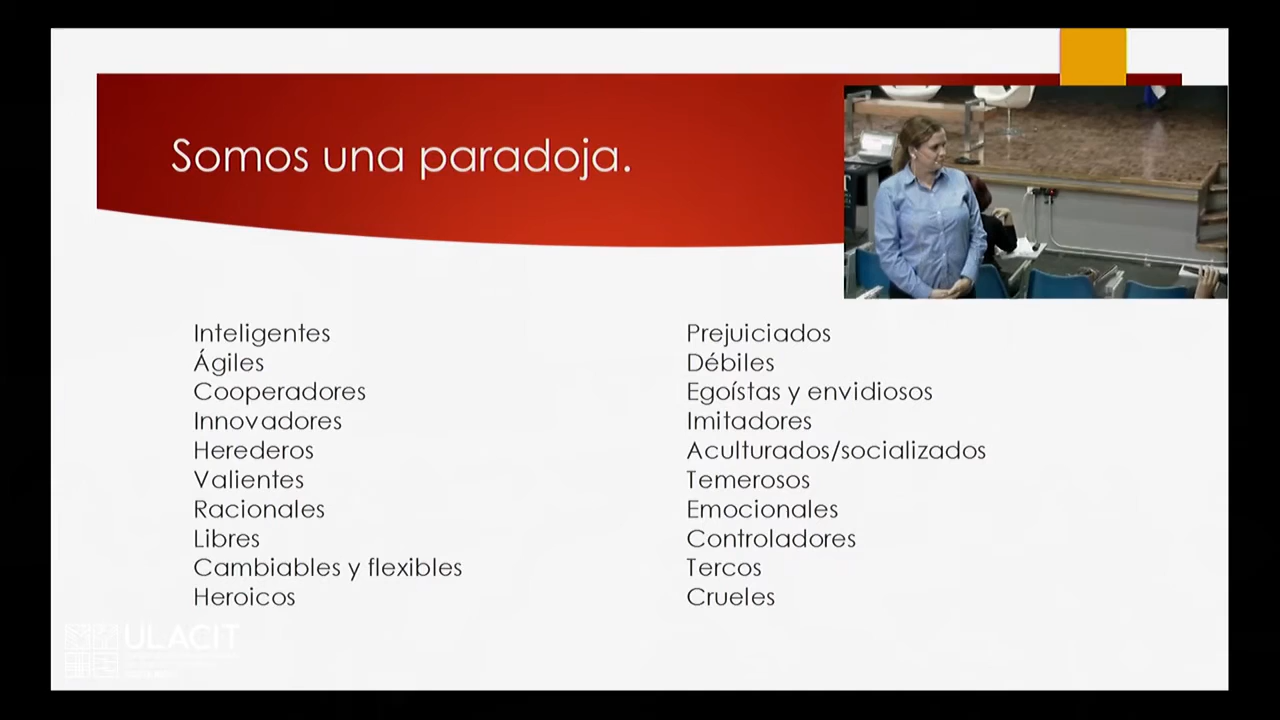 Somos una paradoja.
Inteligentes
Ágiles
Cooperadores
Innovadores
Herederos
Valientes
Racionales
Libres
Cambiables y flexibles
Heroicos
Prejuiciados
Débiles
Egoístas y envidiosos
Imitadores
Aculturados/socializados
Temerosos
Emocionales
Controladores
Tercos
Crueles
ULACIT